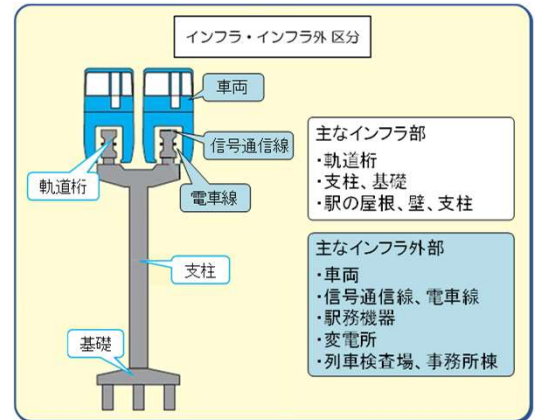 インフラ・インフラ外 区分
車両
信号通信線
軌道桁
電車線
支柱
基礎
主なインフラ部
・軌道桁
・支柱、基礎
・駅の屋根、壁、支柱
主なインフラ外部
・車両
・信号通信線、電車線
・駅務機器
・変電所
・列車検査場、事務所棟